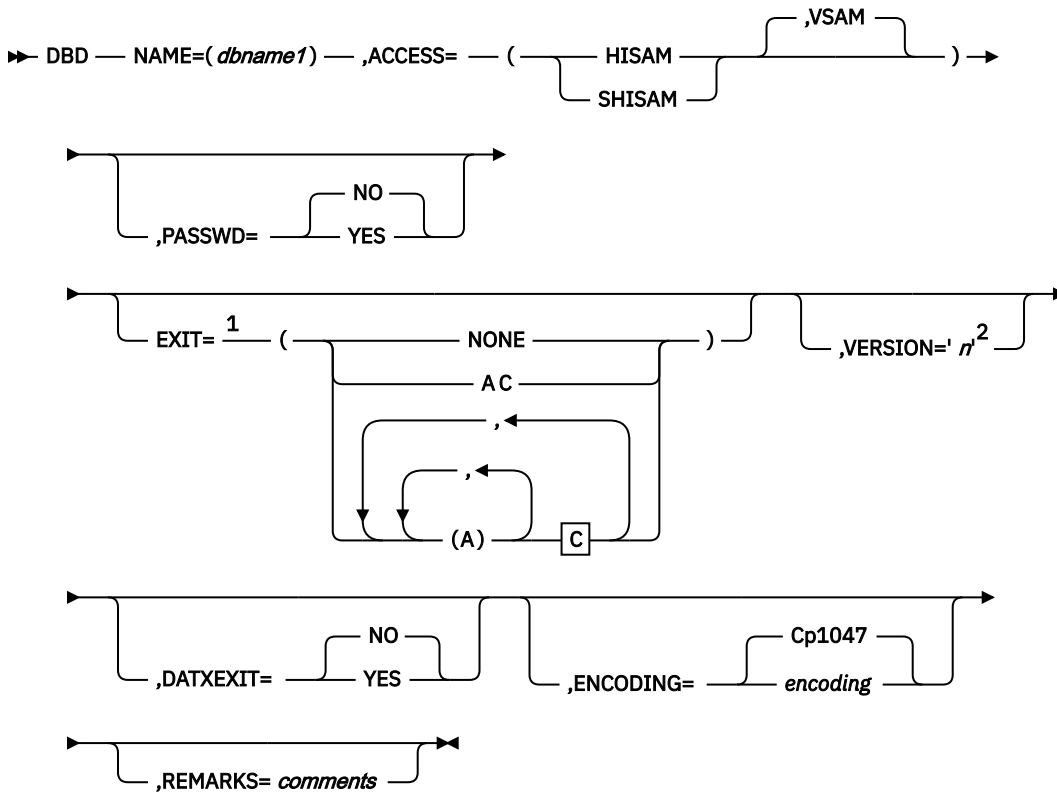 DBD NAME=(dbname1) ,ACCESS= ( HISAM ,VSAM )
SHISAM
,PASSWD= NO
YES
EXIT= 1 ( NONE )
A C
,
,
(A) C
,VERSION=' n'2
,DATXEXIT= NO
YES
,ENCODING= Cp1047
encoding
,REMARKS= comments